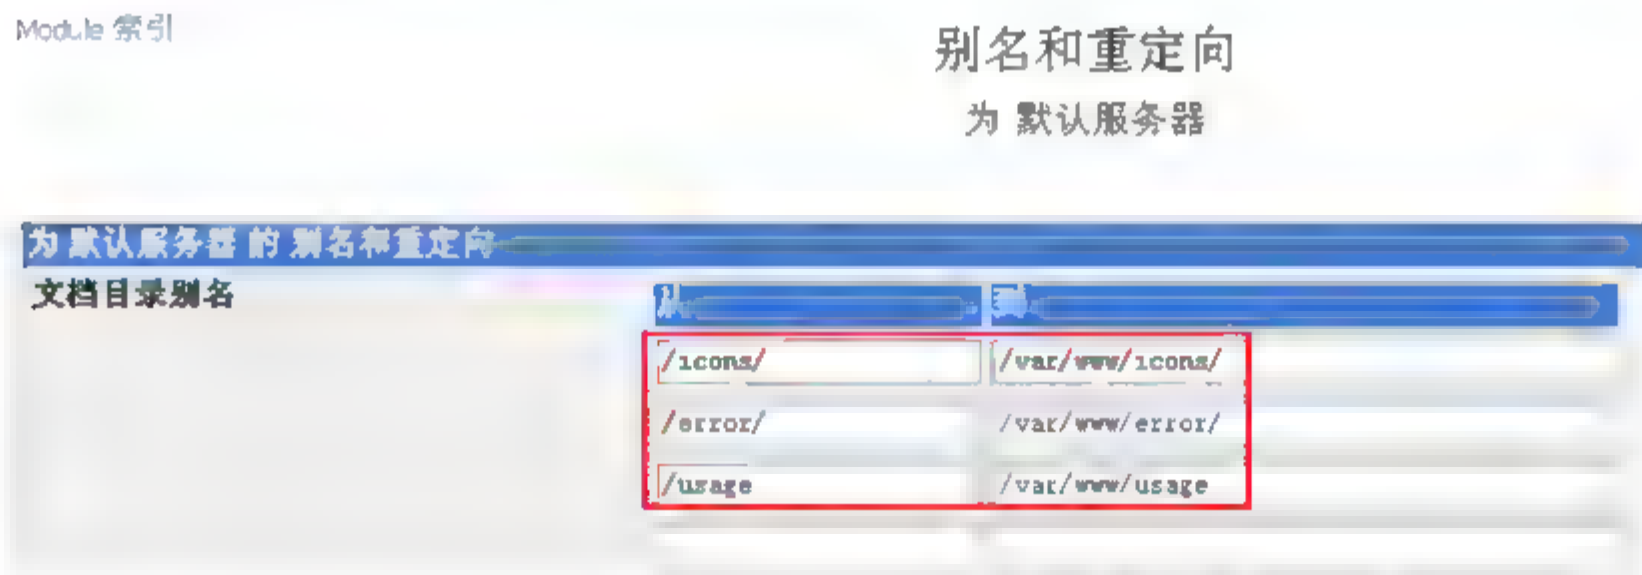 Module 索引
别名和重定向
为 默认服务器
为 默认服务器 的 别名和重定向
文档目录别名
从 到
/icons/ /var/www/icons/
/error/ /var/www/error/
/usage /var/www/usage